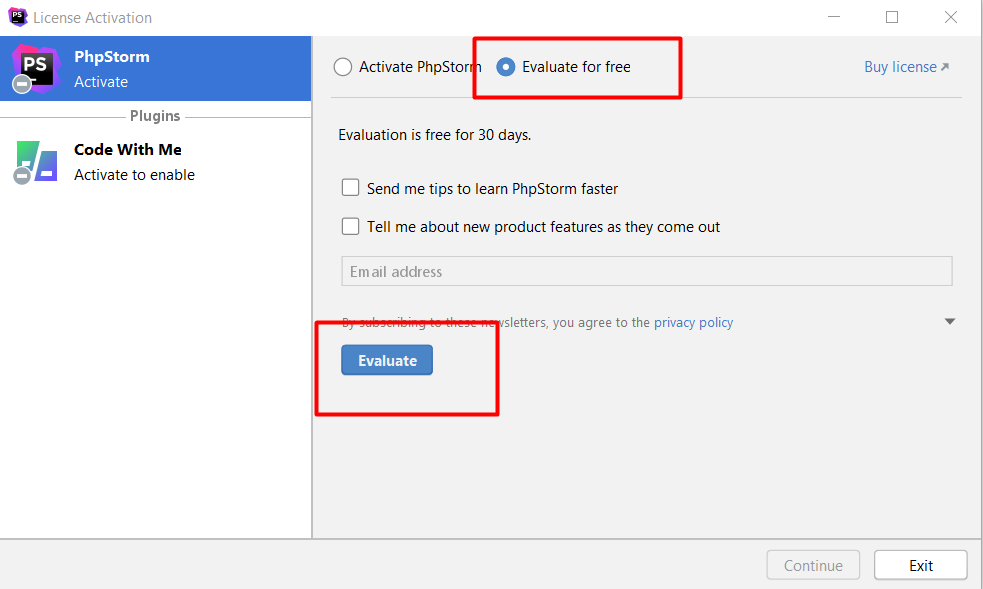 PS License Activation
PS PhpStorm
Activate
Plugins
Code With Me
Activate to enable
Activate PhpStorm Evaluate for free Buy license
Evaluation is free for 30 days.
Send me tips to learn PhpStorm faster
Tell me about new product features as they come out
Email address
By subscribing to these newsletters, you agree to the privacy policy
Evaluate
Continue Exit